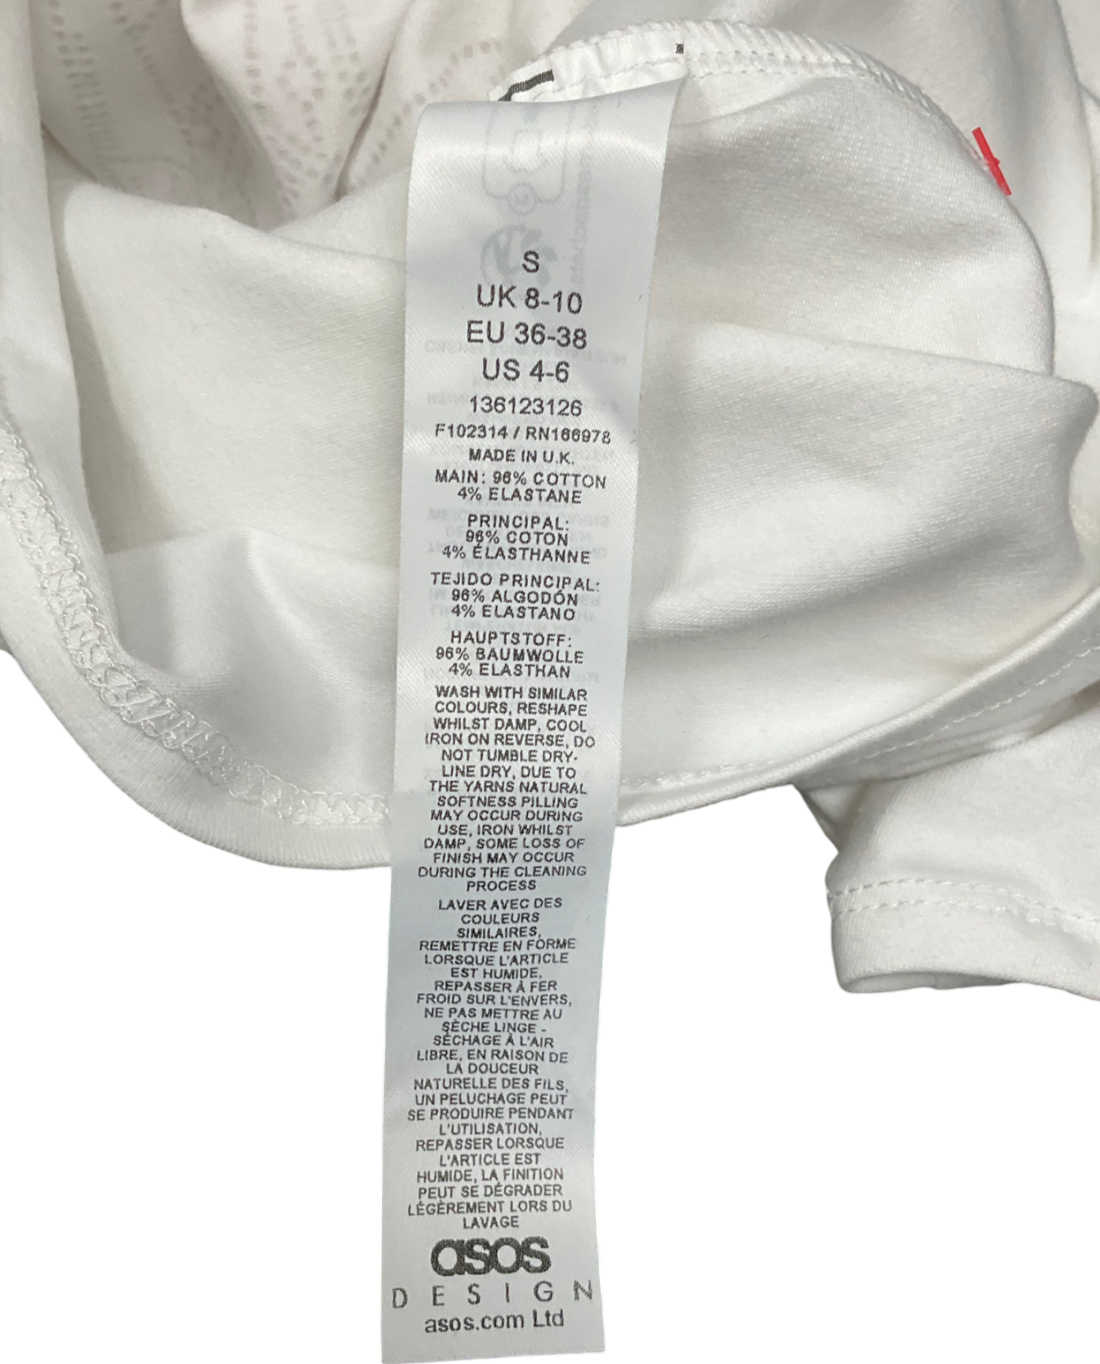 S
UK 8-10
EU 36-38
US 4-6
136123126
F102314 / RN166978
MADE IN U.K.
MAIN: 96% COTTON
4% ELASTANE
PRINCIPAL:
96% COTON
4% ÉLASTHANNE
TEJIDO PRINCIPAL:
96% ALGODÓN
4% ELASTANO
HAUPTSTOFF:
96% BAUMWOLLE
4% ELASTHAN
WASH WITH SIMILAR
COLOURS, RESHAPE
WHILST DAMP, COOL
IRON ON REVERSE, DO
NOT TUMBLE DRY-
LINE DRY, DUE TO
THE YARNS NATURAL
SOFTNESS PILLING
MAY OCCUR DURING
USE, IRON WHILST
DAMP, SOME LOSS OF
FINISH MAY OCCUR
DURING THE CLEANING
PROCESS
LAVER AVEC DES
COULEURS
SIMILAIRES,
REMETTRE EN FORME
LORSQUE L'ARTICLE
EST HUMIDE,
REPASSER À FER
FROID SUR L'ENVERS,
NE PAS METTRE AU
SÈCHE LINGE -
SÉCHAGE À L'AIR
LIBRE, EN RAISON DE
LA DOUCEUR
NATURELLE DES FILS,
UN PELUCHAGE PEUT
SE PRODUIRE PENDANT
L'UTILISATION,
REPASSER LORSQUE
L'ARTICLE EST
HUMIDE, LA FINITION
PEUT SE DÉGRADER
LÉGÈREMENT LORS DU
LAVAGE
asos
DESIGN
asos.com Ltd